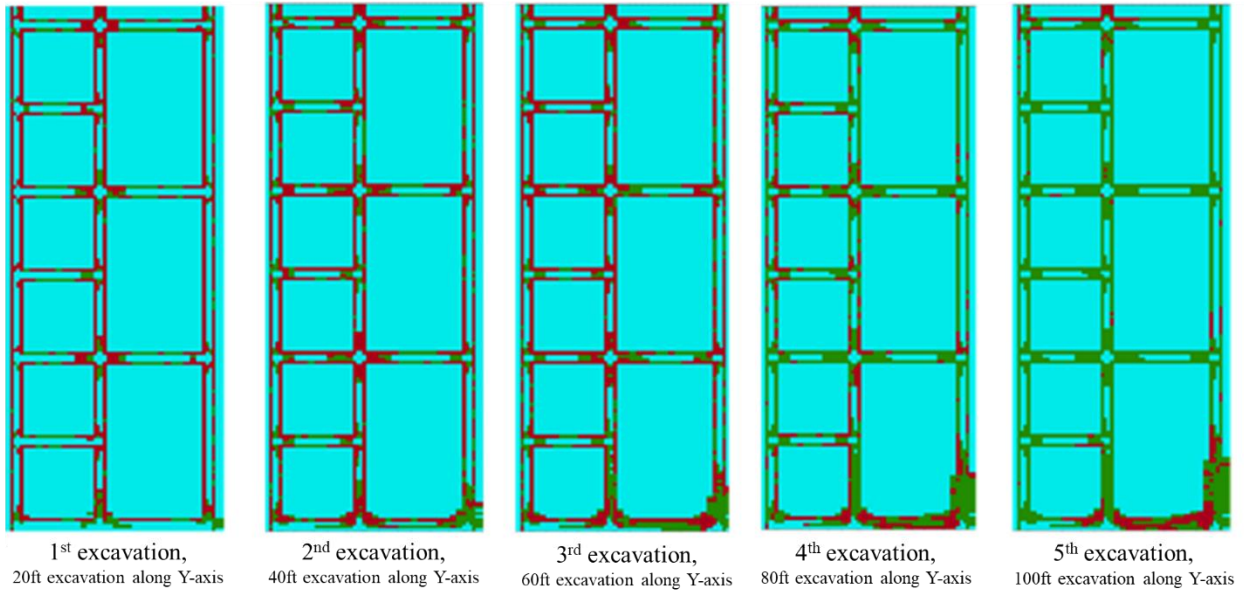 1st excavation,
20ft excavation along Y-axis
2nd excavation,
40ft excavation along Y-axis
3rd excavation,
60ft excavation along Y-axis
4th excavation,
80ft excavation along Y-axis
5th excavation,
100ft excavation along Y-axis